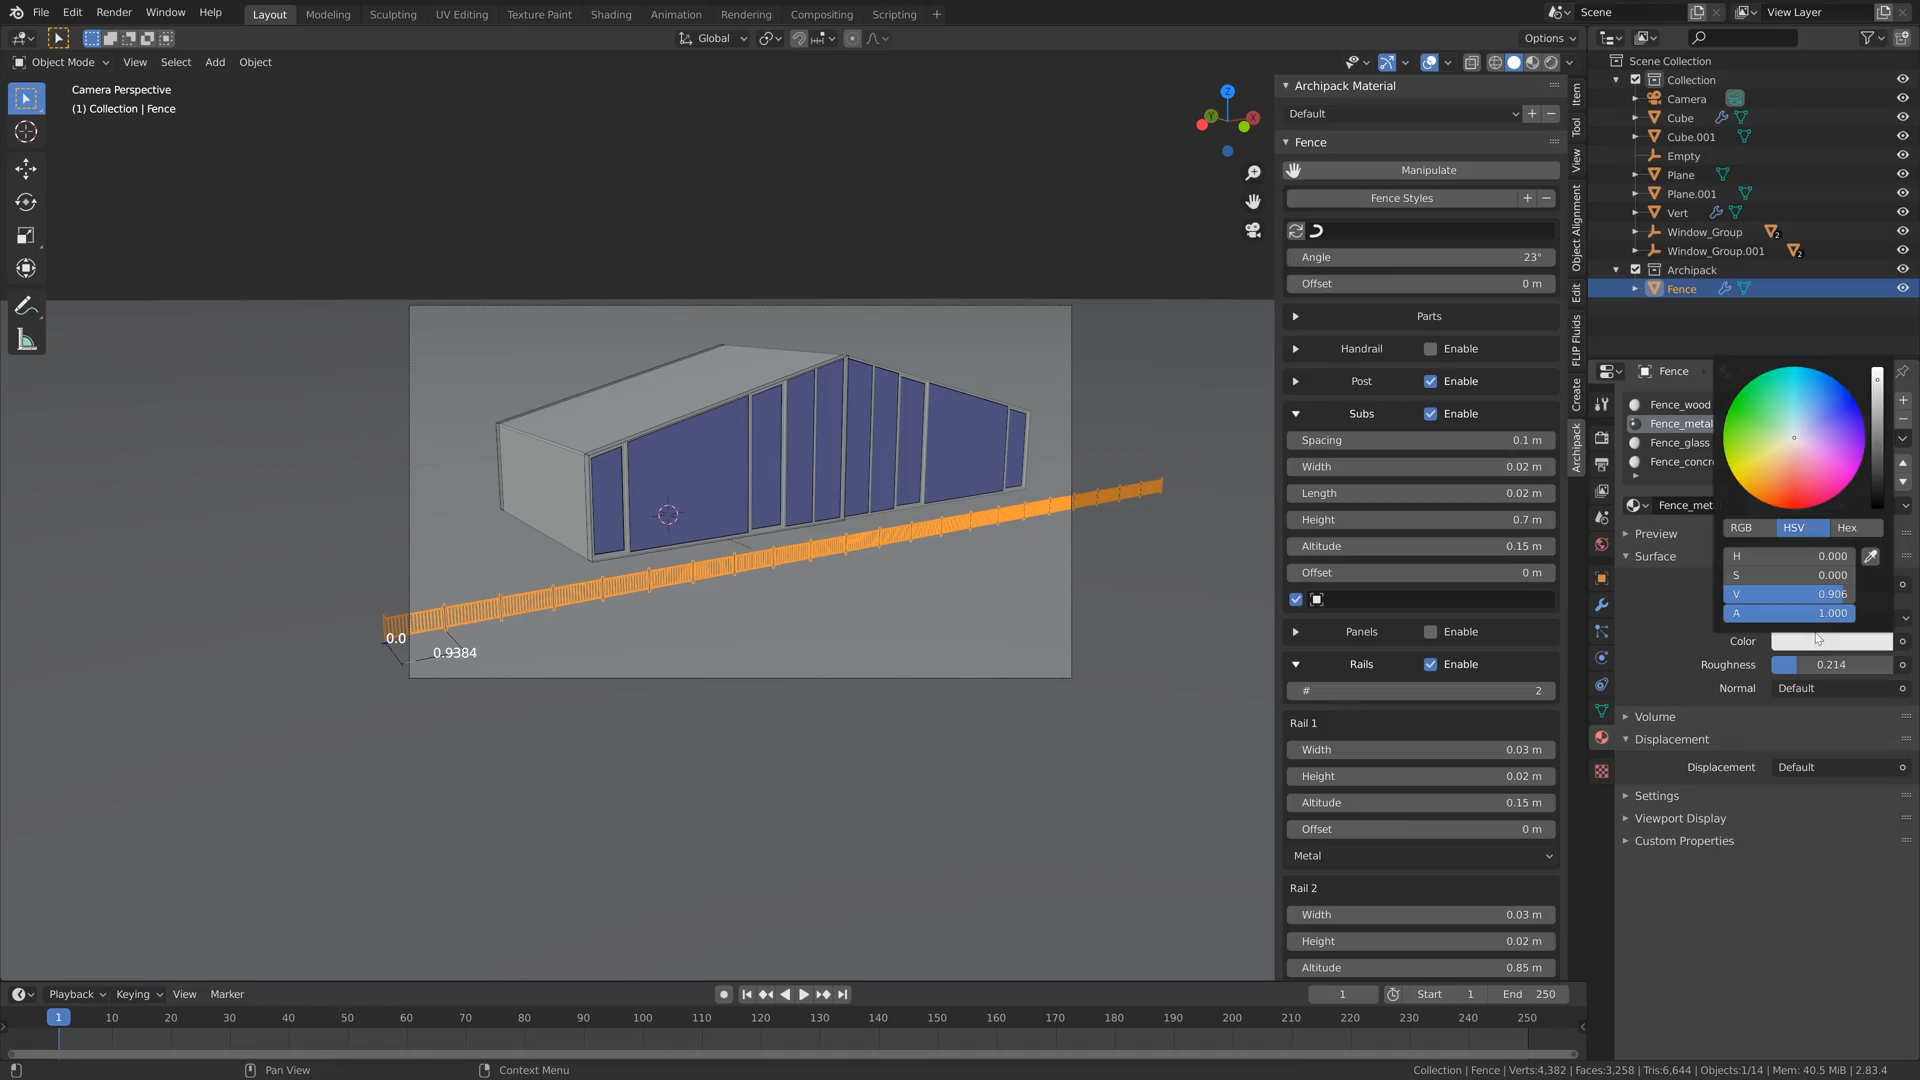 File Edit Render Window Help Layout Modeling Sculpting UV Editing Texture Paint Shading Animation Rendering Compositing Scripting + Scene View Layer
Global Options
Object Mode View Select Add Object
Camera Perspective
(1) Collection | Fence
Z
Y
X
0.0
0.9384
Archipack Material
Default
Fence
Manipulate
Fence Styles
Angle 23°
Offset 0 m
Parts
Handrail Enable
Post Enable
Subs Enable
Spacing 0.1 m
Width 0.02 m
Length 0.02 m
Height 0.7 m
Altitude 0.15 m
Offset 0 m
Panels Enable
Rails Enable
# 2
Rail 1
Width 0.03 m
Height 0.02 m
Altitude 0.15 m
Offset 0 m
Metal
Rail 2
Width 0.03 m
Height 0.02 m
Altitude 0.85 m
Item
Tool
View
Object Alignment
Edit
FLIP Fluids
Create
Archipack
Scene Collection
Collection
Camera
Cube
Cube.001
Empty
Plane
Plane.001
Vert
Window_Group 2
Window_Group.001 2
Archipack
Fence
Fence
Fence_wood
Fence_metal
Fence_glass
Fence_concr
Fence_met
RGB HSV Hex
H 0.000
S 0.000
V 0.906
A 1.000
Preview
Surface
Color
Roughness 0.214
Normal Default
Volume
Displacement
Displacement Default
Settings
Viewport Display
Custom Properties
Playback Keying View Marker 1 Start 1 End 250
1 10 20 30 40 50 60 70 80 90 100 110 120 130 140 150 160 170 180 190 200 210 220 230 240 250
Pan View Context Menu Collection | Fence | Verts:4,382 | Faces:3,258 | Tris:6,644 | Objects:1/14 | Mem: 40.5 MiB | 2.83.4